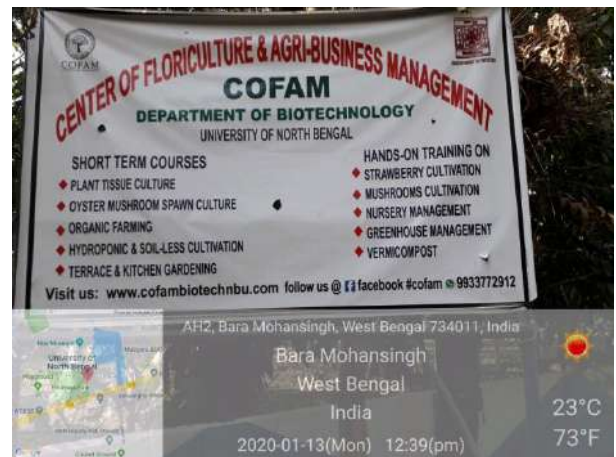 COFAM
CENTER OF FLORICULTURE & AGRI-BUSINESS MANAGEMENT
COFAM
DEPARTMENT OF BIOTECHNOLOGY
UNIVERSITY OF NORTH BENGAL
SHORT TERM COURSES
♦ PLANT TISSUE CULTURE
♦ OYSTER MUSHROOM SPAWN CULTURE
♦ ORGANIC FARMING
♦ HYDROPONIC & SOIL-LESS CULTIVATION
♦ TERRACE & KITCHEN GARDENING
HANDS-ON TRAINING ON
♦ STRAWBERRY CULTIVATION
♦ MUSHROOMS CULTIVATION
♦ NURSERY MANAGEMENT
♦ GREENHOUSE MANAGEMENT
♦ VERMICOMPOST
Visit us: www.cofambiotechnbu.com follow us @ facebook #cofam 9933772912
AH2, Bara Mohansingh, West Bengal 734011, India
Bara Mohansingh
West Bengal
India
2020-01-13(Mon) 12:39(pm)
23°C
73°F
University of
North Bengal